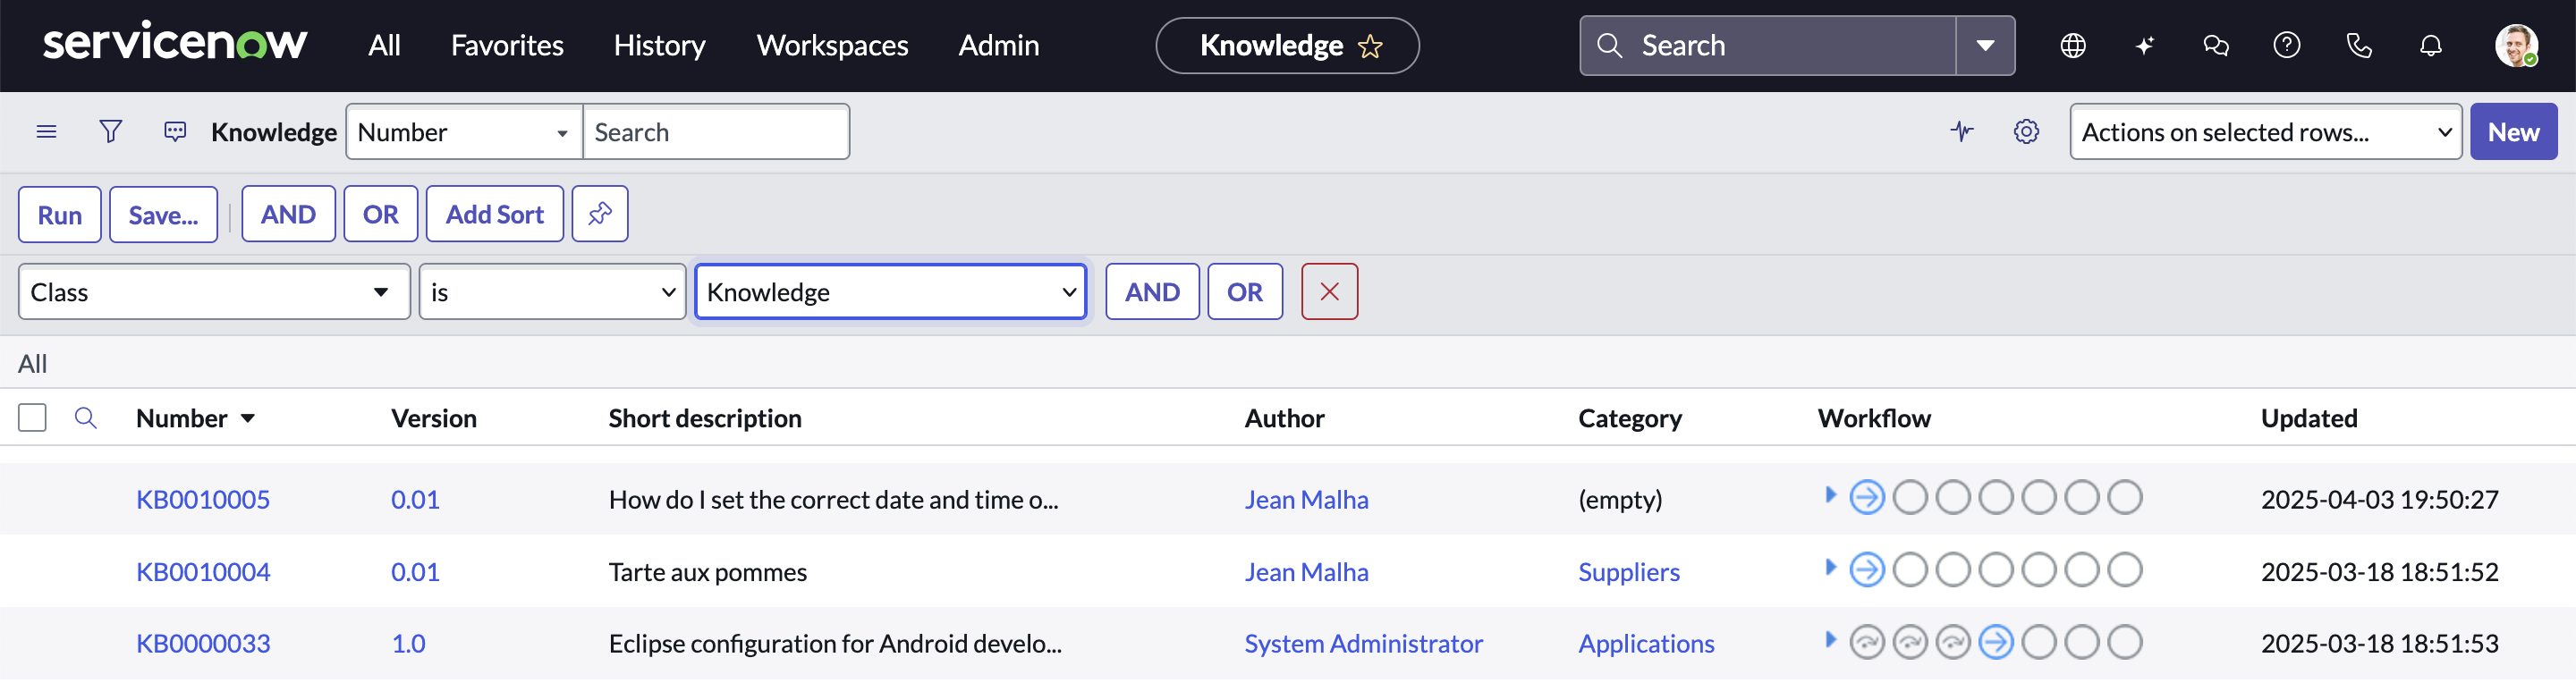 servicenow All Favorites History Workspaces Admin Knowledge Search
Knowledge Number Search Actions on selected rows... New
Run Save... AND OR Add Sort
Class is Knowledge AND OR
All
Number Version Short description Author Category Workflow Updated
KB0010005 0.01 How do I set the correct date and time o... Jean Malha (empty) 2025-04-03 19:50:27
KB0010004 0.01 Tarte aux pommes Jean Malha Suppliers 2025-03-18 18:51:52
KB0000033 1.0 Eclipse configuration for Android develo... System Administrator Applications 2025-03-18 18:51:53